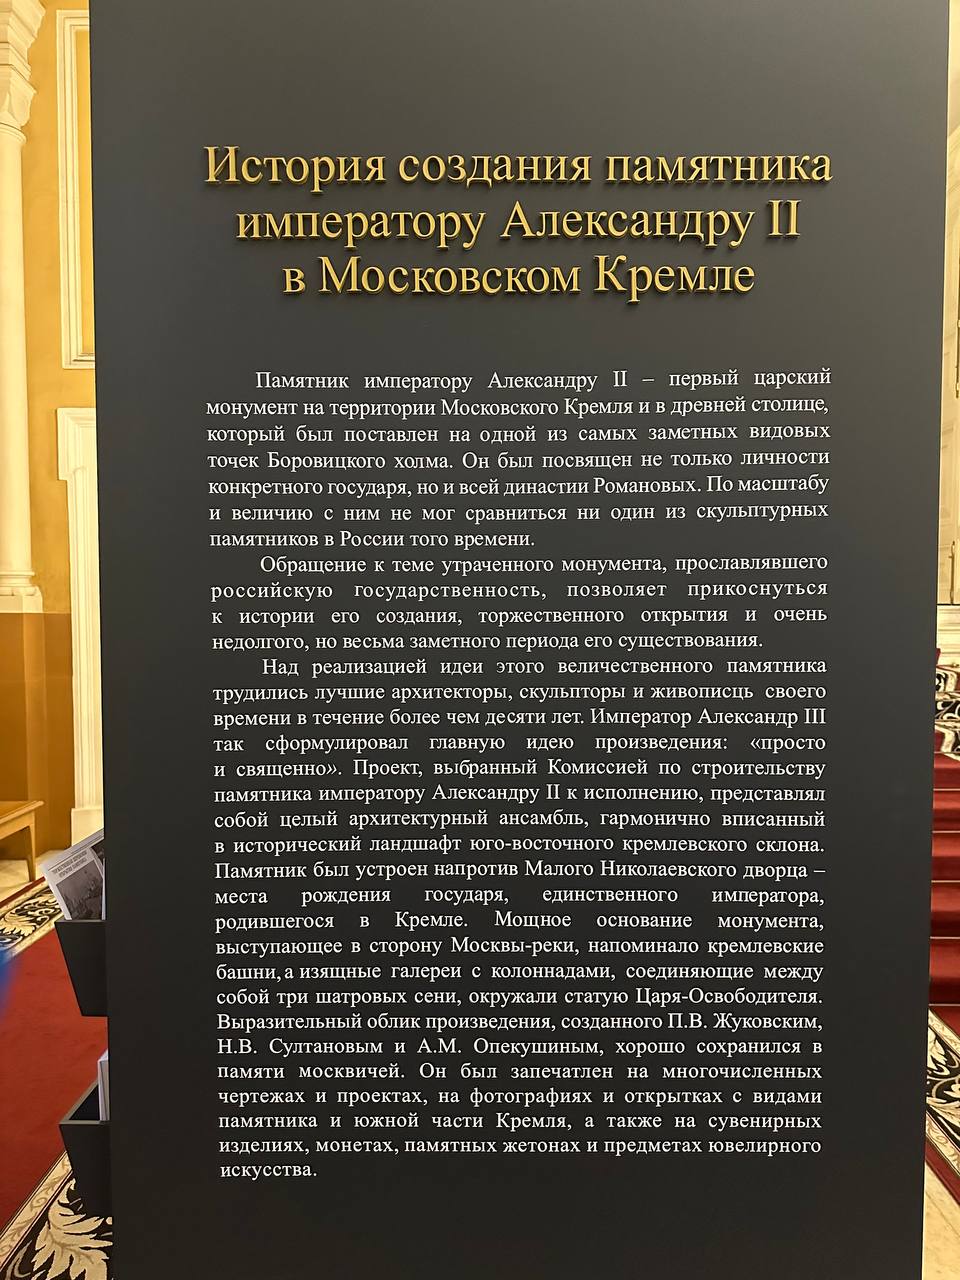 История создания памятника
императору Александру II
в Московском Кремле
Памятник императору Александру II – первый царский
монумент на территории Московского Кремля и в древней столице,
который был поставлен на одной из самых заметных видовых
точек Боровицкого холма. Он был посвящен не только личности
конкретного государя, но и всей династии Романовых. По масштабу
и величию с ним не мог сравниться ни один из скульптурных
памятников в России того времени.
Обращение к теме утраченного монумента, прославлявшего
российскую государственность, позволяет прикоснуться
к истории его создания, торжественного открытия и очень
недолгого, но весьма заметного периода его существования.
Над реализацией идеи этого величественного памятника
трудились лучшие архитекторы, скульпторы и живописць своего
времени в течение более чем десяти лет. Император Александр III
так сформулировал главную идею произведения: «просто
и священно». Проект, выбранный Комиссией по строительству
памятника императору Александру II к исполнению, представлял
собой целый архитектурный ансамбль, гармонично вписанный
в исторический ландшафт юго-восточного кремлевского склона.
Памятник был устроен напротив Малого Николаевского дворца –
места рождения государя, единственного императора,
родившегося в Кремле. Мощное основание монумента,
выступающее в сторону Москвы-реки, напоминало кремлевские
башни, а изящные галереи с колоннадами, соединяющие между
собой три шатровых сени, окружали статую Царя-Освободителя.
Выразительный облик произведения, созданного П.В. Жуковским,
Н.В. Султановым и А.М. Опекушиным, хорошо сохранился в
памяти москвичей. Он был запечатлен на многочисленных
чертежах и проектах, на фотографиях и открытках с видами
памятника и южной части Кремля, а также на сувенирных
изделиях, монетах, памятных жетонах и предметах ювелирного
искусства.